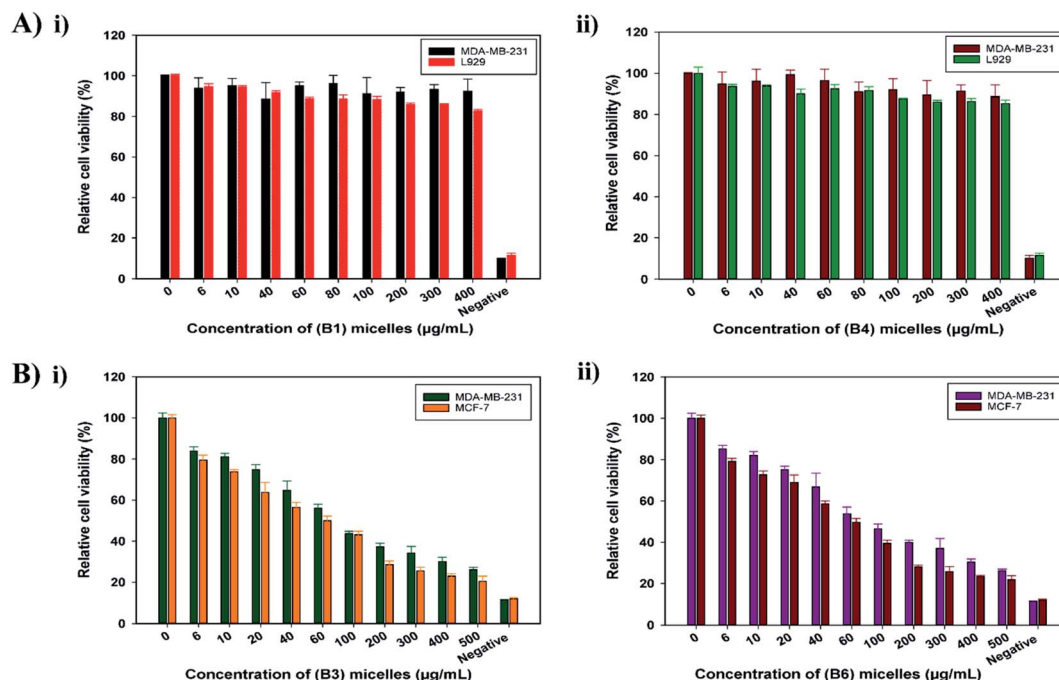 A) i)
120
100
80
60
40
20
0
Relative cell viability (%)
MDA-MB-231
L929
0 6 10 40 60 80 100 200 300 400 Negative
Concentration of (B1) micelles (µg/mL)
ii)
120
100
80
60
40
20
0
Relative cell viability (%)
MDA-MB-231
L929
0 6 10 40 60 80 100 200 300 400 Negative
Concentration of (B4) micelles (µg/mL)
B) i)
120
100
80
60
40
20
0
Relative cell viability (%)
MDA-MB-231
MCF-7
0 6 10 20 40 60 100 200 300 400 500 Negative
Concentration of (B3) micelles (µg/mL)
ii)
120
100
80
60
40
20
0
Relative cell viability (%)
MDA-MB-231
MCF-7
0 6 10 20 40 60 100 200 300 400 500 Negative
Concentration of (B6) micelles (µg/mL)